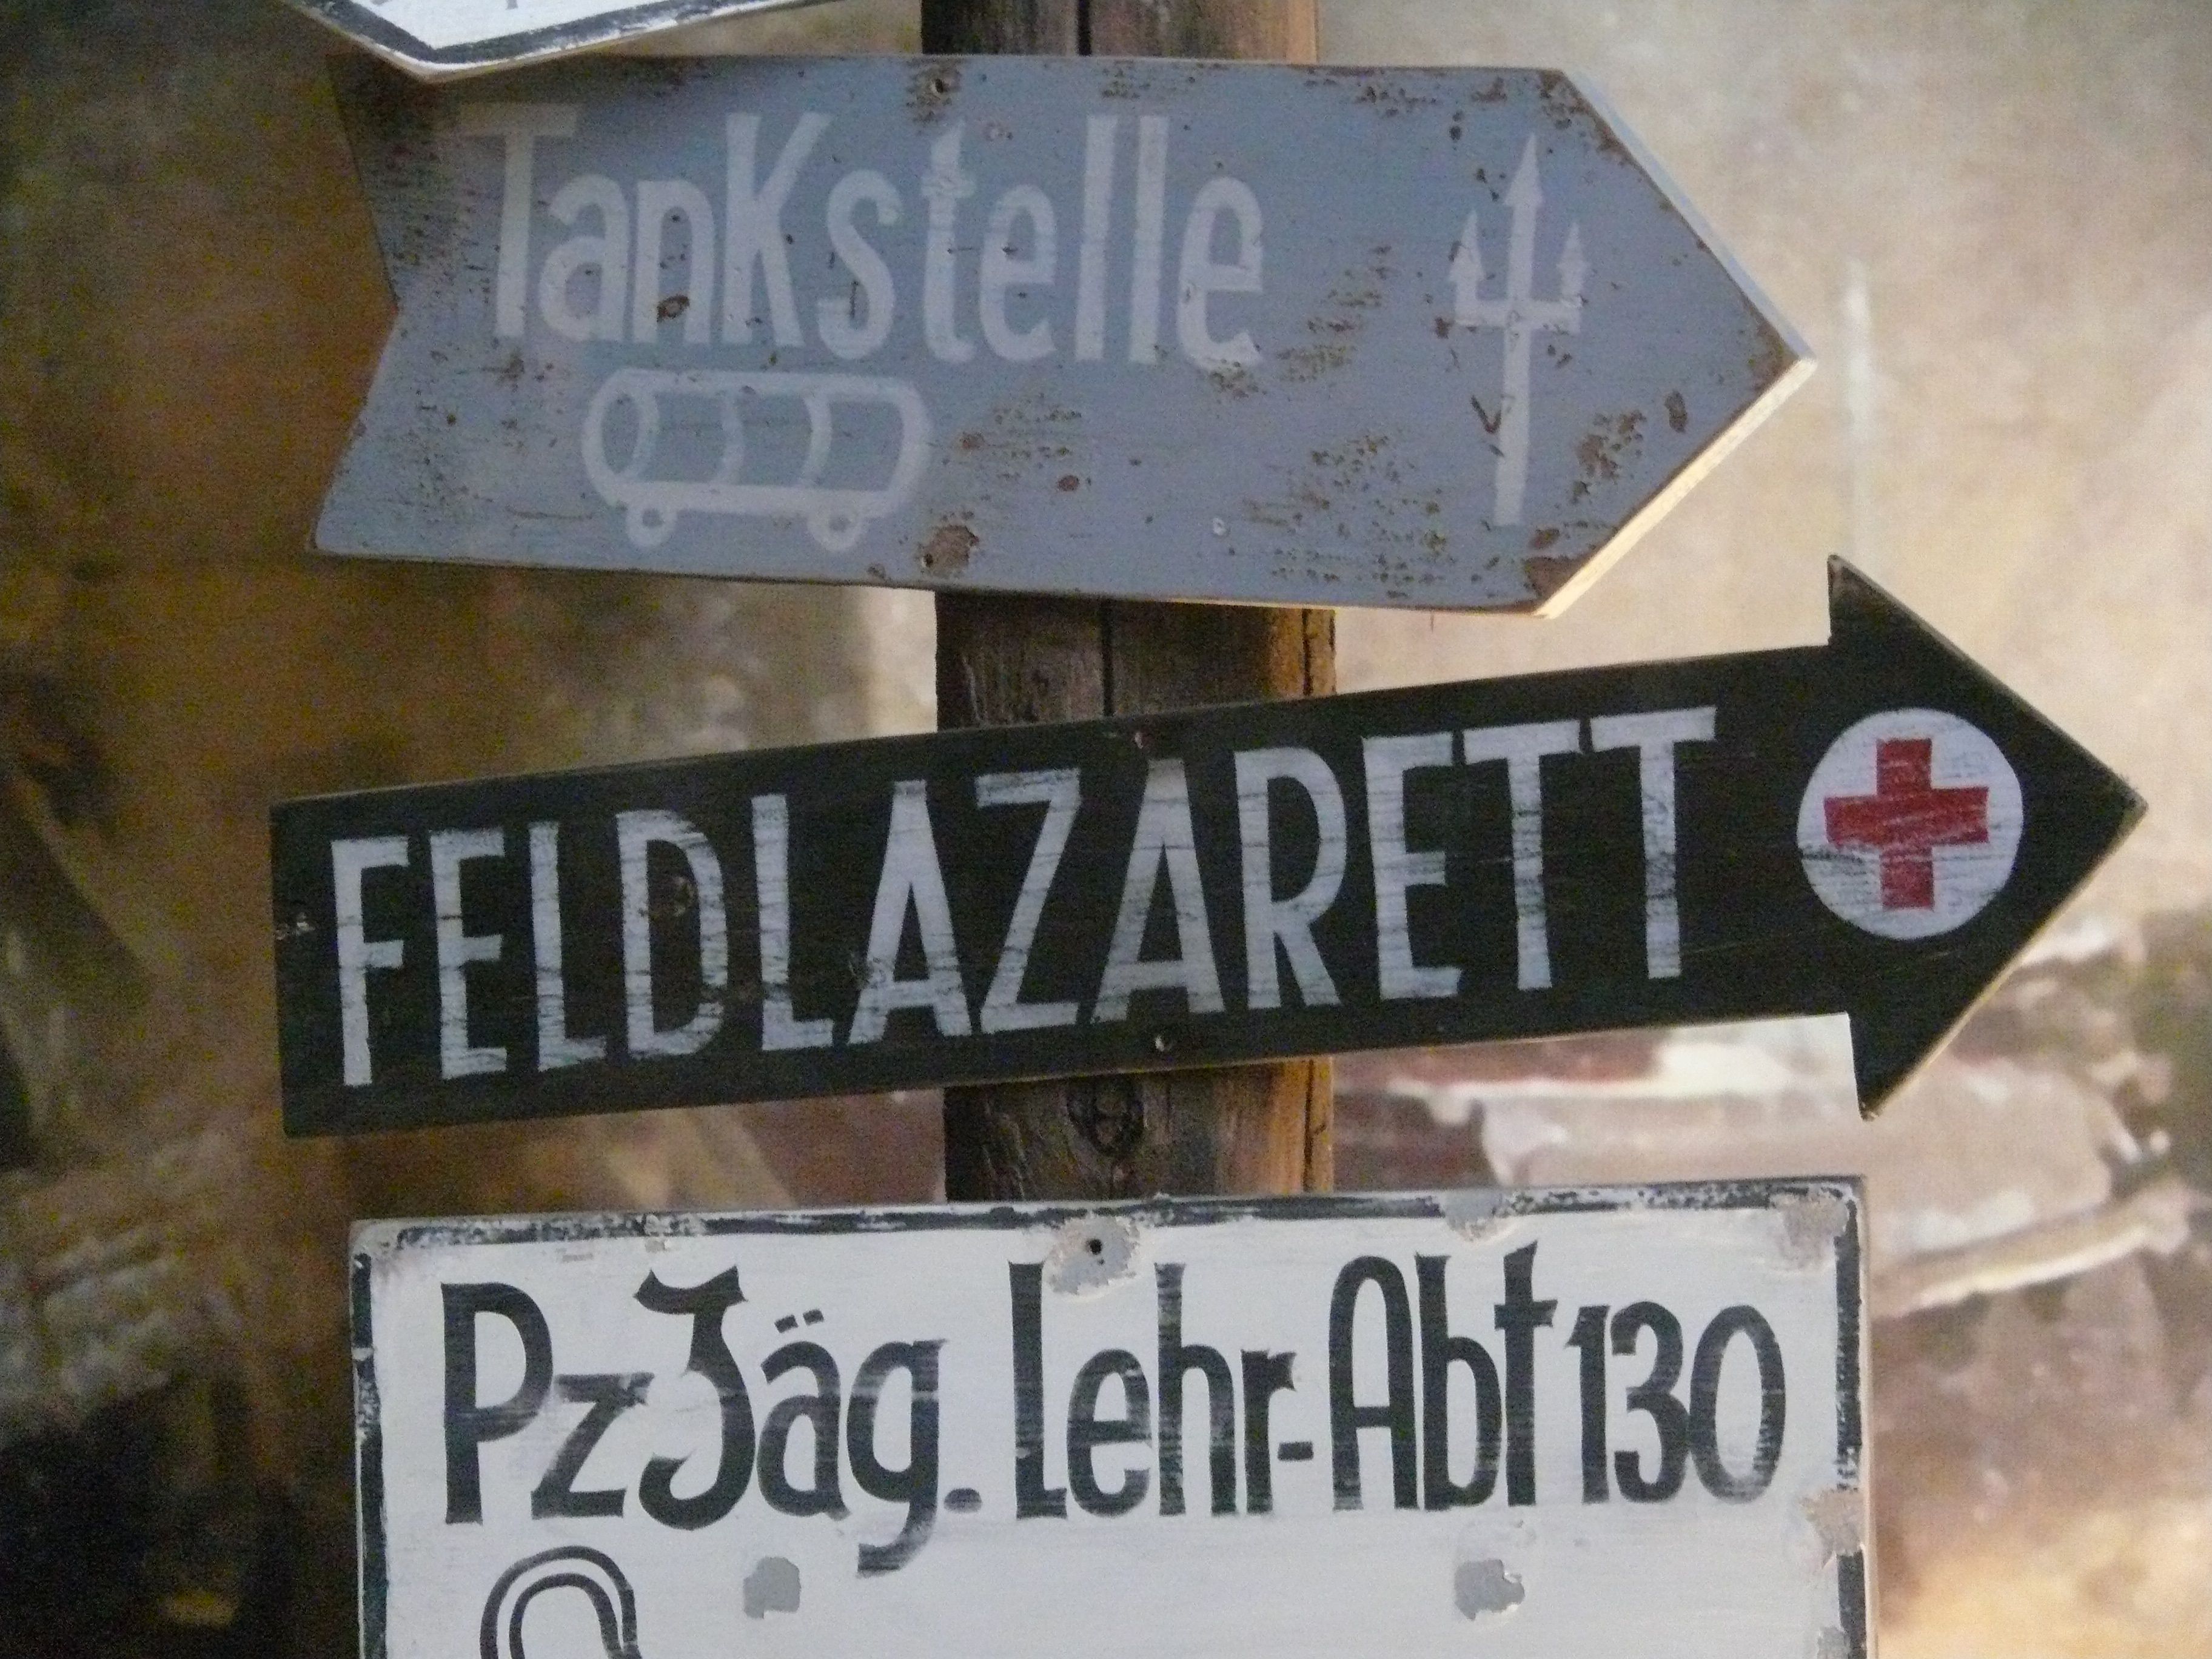 Tankstelle
FELDLAZARETT
PzJäg. Lehr-Abt 130